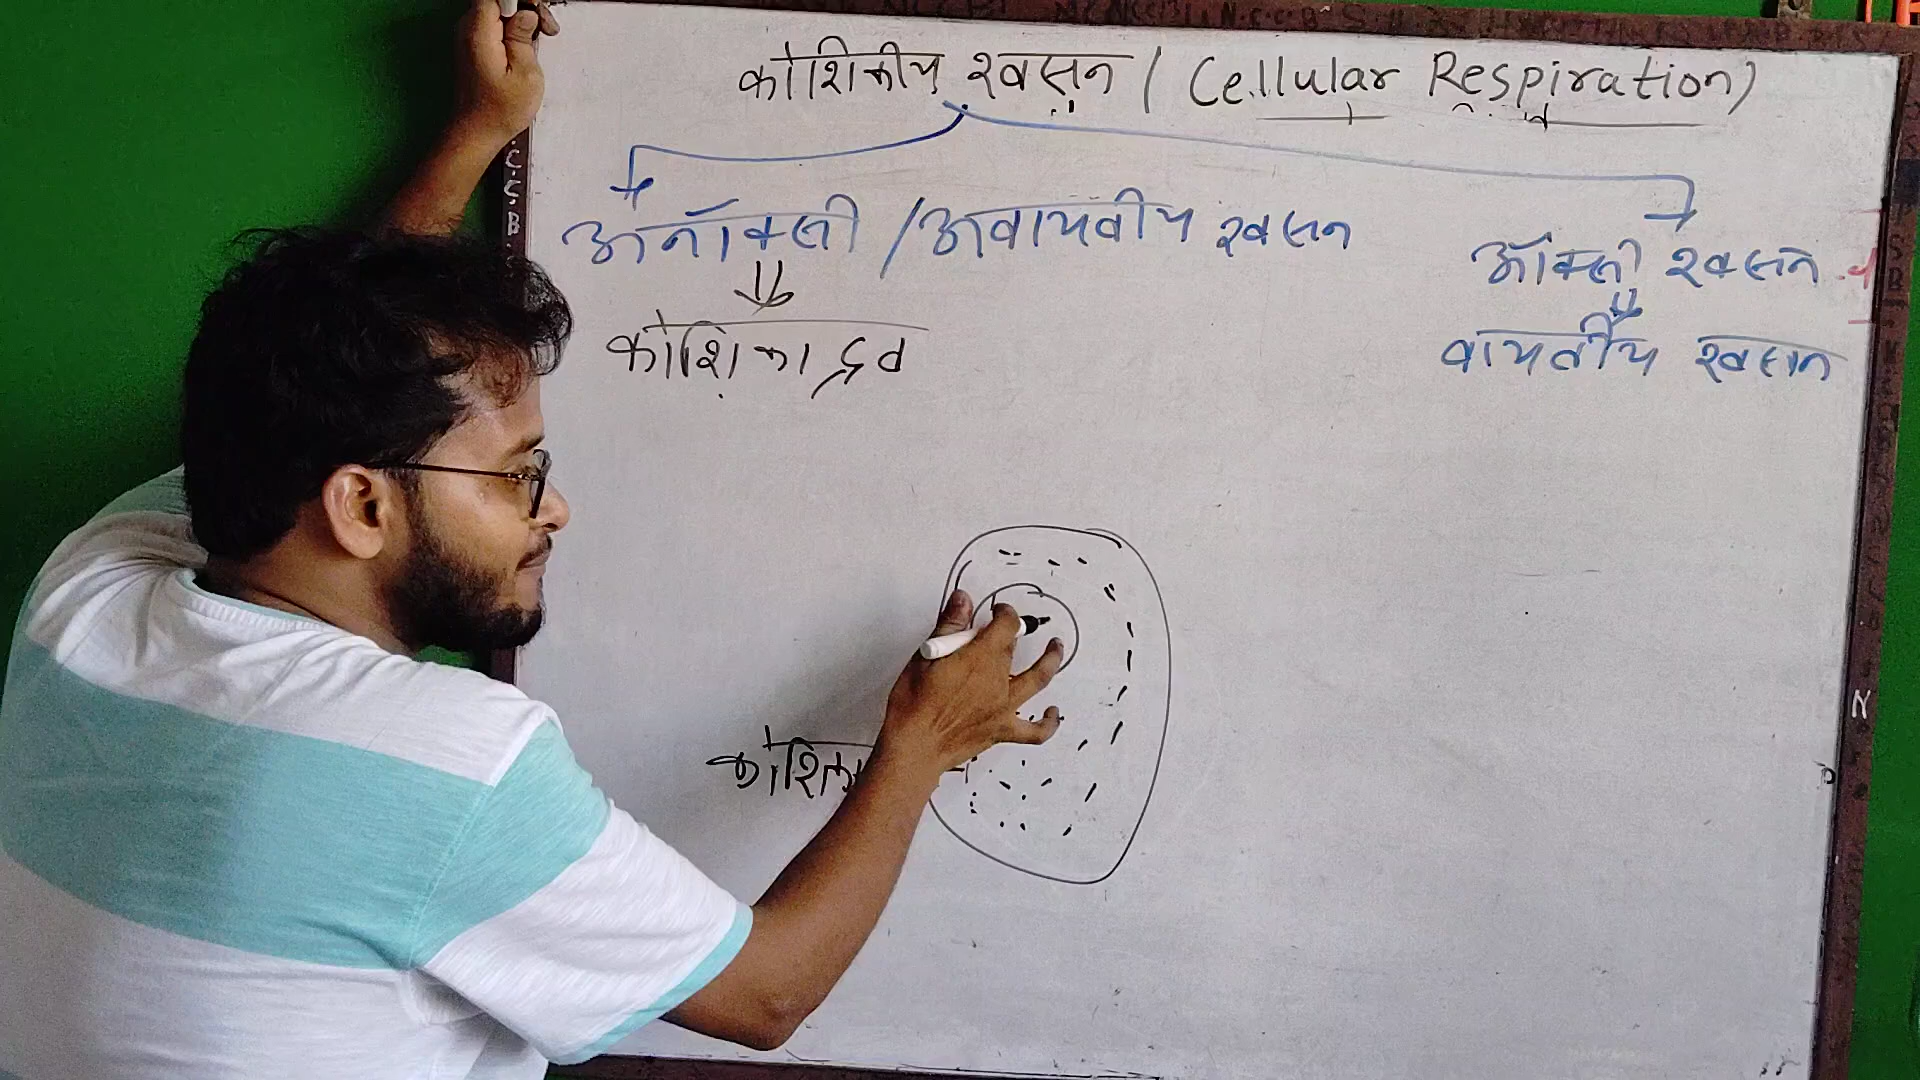 कोशिकीय श्वसन / (Cellular Respiration)
अनॉक्सी / अवायवीय श्वसन
ऑक्सी श्वसन
कोशिका द्रव
वायवीय श्वसन
कोशिका
N